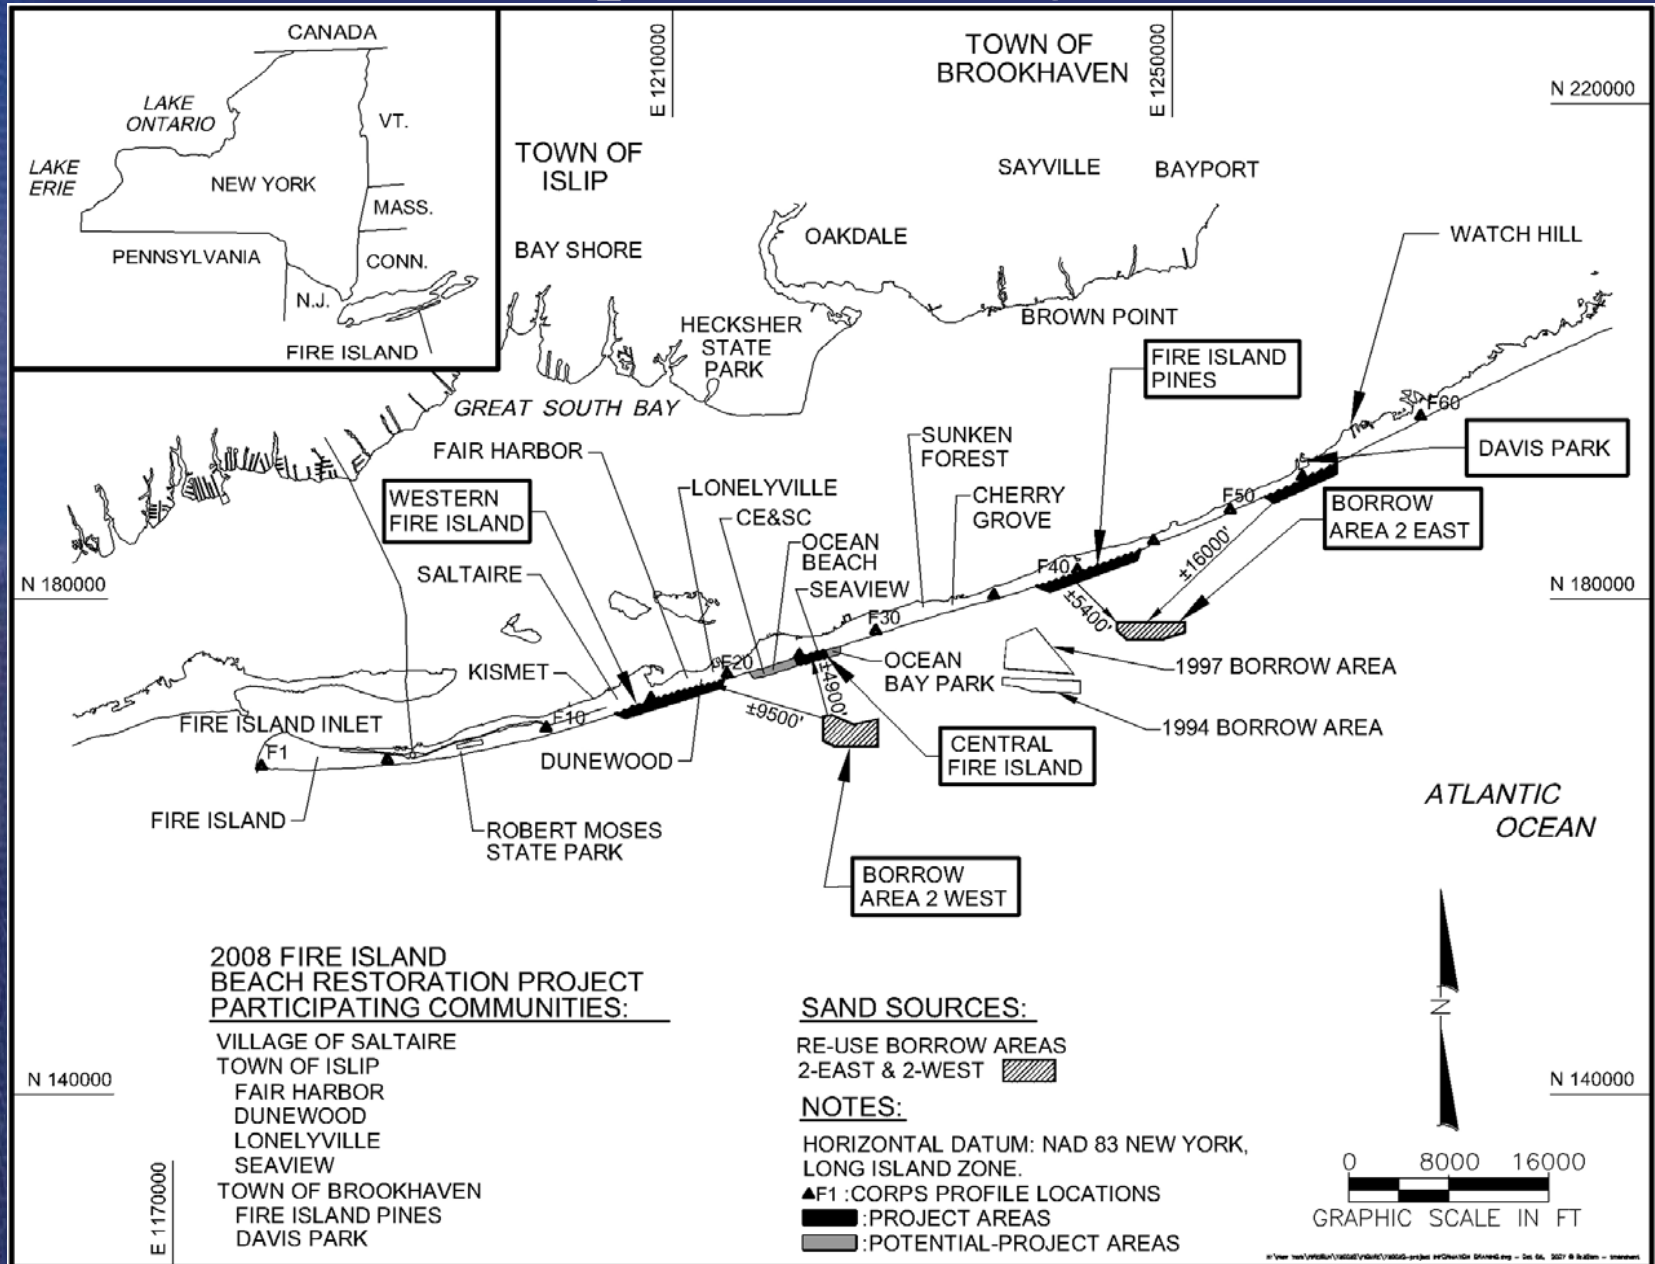 CANADA
LAKE
ONTARIO
VT.
LAKE
ERIE
NEW YORK
MASS.
PENNSYLVANIA
CONN.
N.J.
FIRE ISLAND
E 1210000
TOWN OF
BROOKHAVEN
E 1250000
N 220000
TOWN OF
ISLIP
SAYVILLE
BAYPORT
BAY SHORE
OAKDALE
WATCH HILL
HECKSHER
STATE
PARK
BROWN POINT
FIRE ISLAND
PINES
GREAT SOUTH BAY
F60
FAIR HARBOR
SUNKEN
FOREST
DAVIS PARK
WESTERN
FIRE ISLAND
LONELYVILLE
CE&SC
CHERRY
GROVE
F50
BORROW
AREA 2 EAST
OCEAN
BEACH
±16000'
N 180000
SALTAIRE
SEAVIEW
F40
±5400'
N 180000
F30
KISMET
F20
OCEAN
BAY PARK
1997 BORROW AREA
±4900'
±9500'
FIRE ISLAND INLET
F10
1994 BORROW AREA
F1
DUNEWOOD
CENTRAL
FIRE ISLAND
FIRE ISLAND
ROBERT MOSES
STATE PARK
ATLANTIC
OCEAN
BORROW
AREA 2 WEST
2008 FIRE ISLAND
BEACH RESTORATION PROJECT
PARTICIPATING COMMUNITIES:
VILLAGE OF SALTAIRE
TOWN OF ISLIP
FAIR HARBOR
DUNEWOOD
LONELYVILLE
SEAVIEW
TOWN OF BROOKHAVEN
FIRE ISLAND PINES
DAVIS PARK
N 140000
E 1170000
SAND SOURCES:
RE-USE BORROW AREAS
2-EAST & 2-WEST
NOTES:
HORIZONTAL DATUM: NAD 83 NEW YORK,
LONG ISLAND ZONE.
F1 :CORPS PROFILE LOCATIONS
:PROJECT AREAS
:POTENTIAL-PROJECT AREAS
N
N 140000
0 8000 16000
GRAPHIC SCALE IN FT